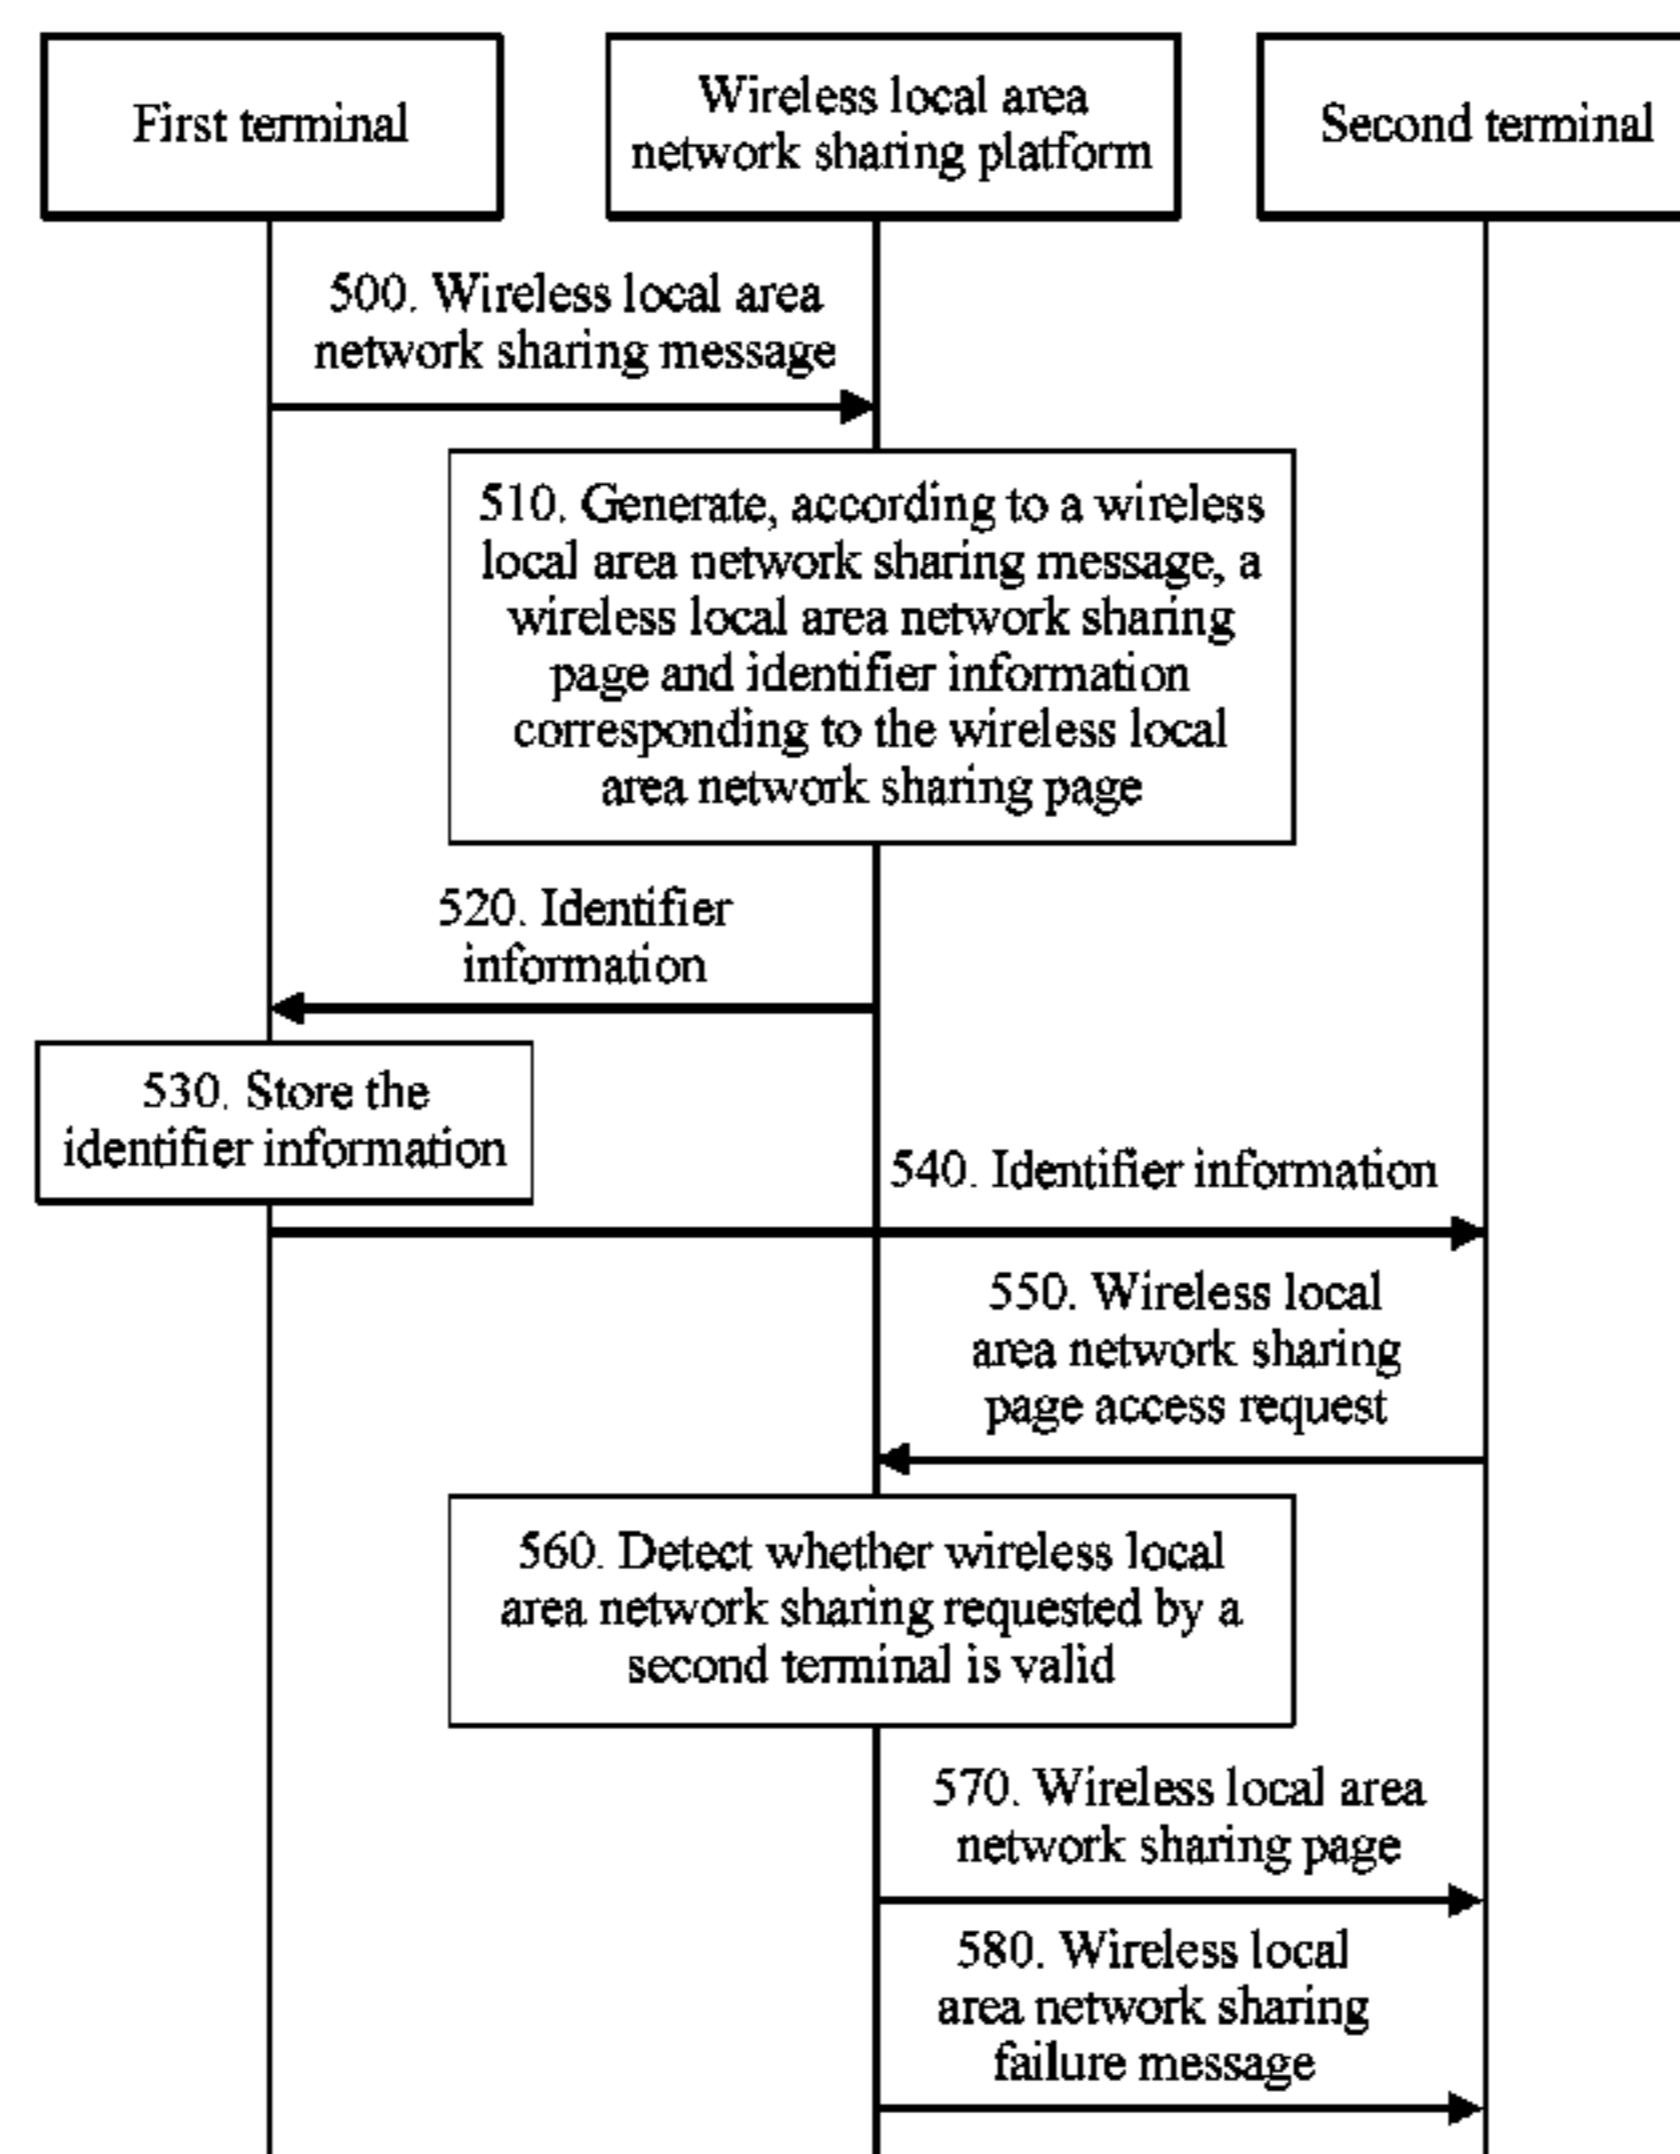 First terminal
Wireless local area
network sharing platform
Second terminal
500. Wireless local area
network sharing message
510. Generate, according to a wireless
local area network sharing message, a
wireless local area network sharing
page and identifier information
corresponding to the wireless local
area network sharing page
520. Identifier
information
530. Store the
identifier information
540. Identifier information
550. Wireless local
area network sharing
page access request
560. Detect whether wireless local
area network sharing requested by a
second terminal is valid
570. Wireless local area
network sharing page
580. Wireless local
area network sharing
failure message